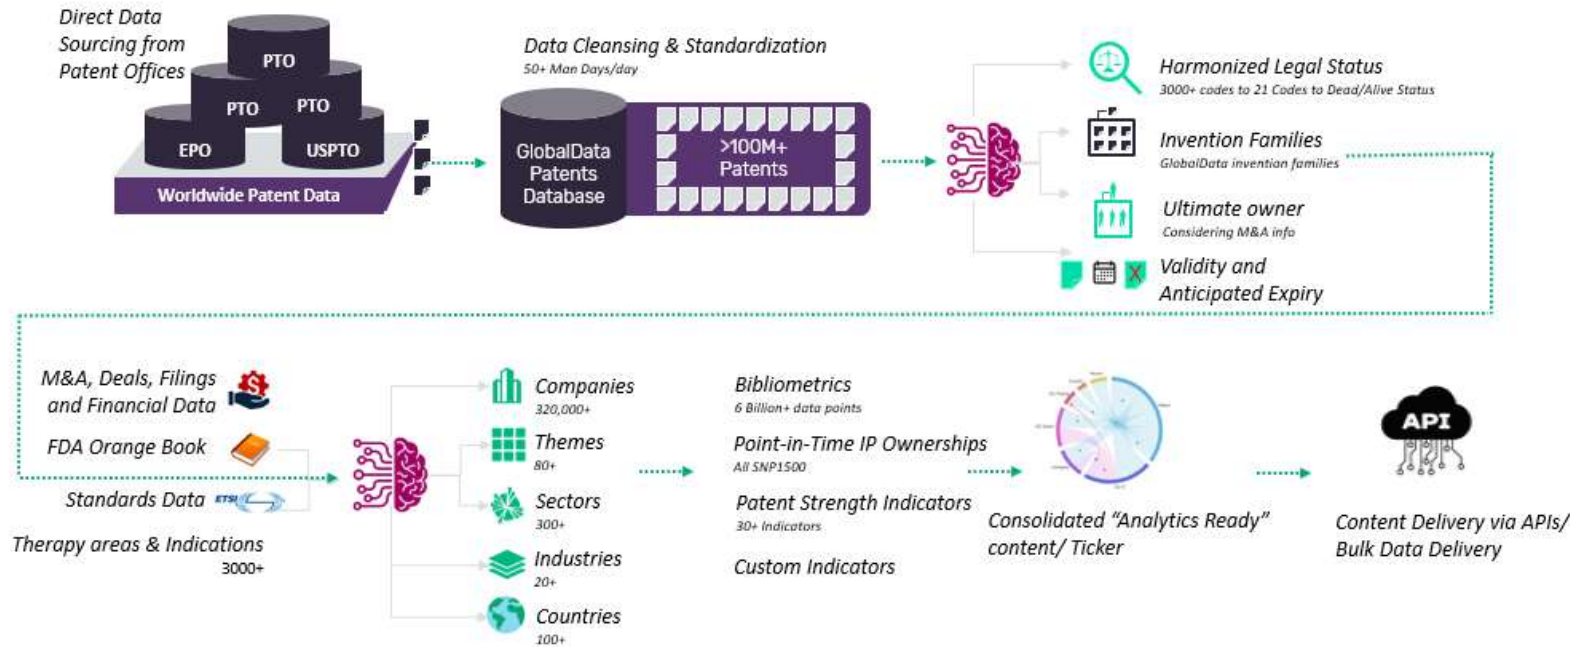 Direct Data
Sourcing from
Patent Offices
PTO
PTO
PTO
EPO
USPTO
Worldwide Patent Data
Data Cleansing & Standardization
50+ Man Days/day
GlobalData
Patents
Database
>100M+
Patents
Harmonized Legal Status
3000+ codes to 21 Codes to Dead/Alive Status
Invention Families
GlobalData invention families
Ultimate owner
Considering M&A info
Validity and
Anticipated Expiry
M&A, Deals, Filings
and Financial Data
FDA Orange Book
Standards Data
ETSI
Therapy areas & Indications
3000+
Companies
320,000+
Themes
80+
Sectors
300+
Industries
20+
Countries
100+
Bibliometrics
6 Billion+ data points
Point-in-Time IP Ownerships
All SNP1500
Patent Strength Indicators
30+ Indicators
Custom Indicators
Consolidated “Analytics Ready”
content/ Ticker
API
Content Delivery via APIs/
Bulk Data Delivery